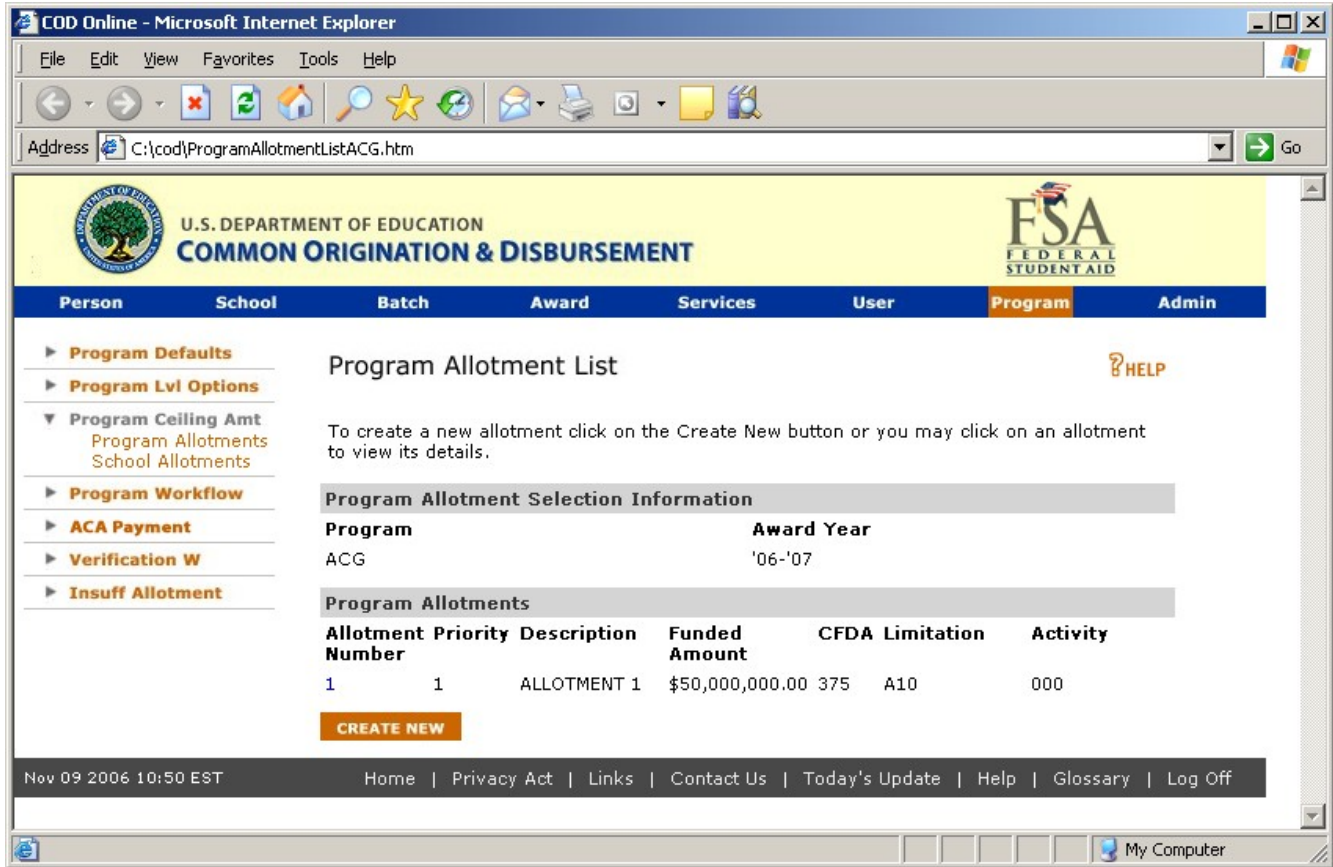 COD Online - Microsoft Internet Explorer
File Edit View Favorites Tools Help
Address C:\cod\ProgramAllotmentListACG.htm Go
U.S. DEPARTMENT OF EDUCATION
COMMON ORIGINATION & DISBURSEMENT
FSA
FEDERAL
STUDENT AID
Person School Batch Award Services User Program Admin
Program Defaults
Program Lvl Options
Program Ceiling Amt
Program Allotments
School Allotments
Program Workflow
ACA Payment
Verification W
Insuff Allotment
Program Allotment List
HELP
To create a new allotment click on the Create New button or you may click on an allotment
to view its details.
Program Allotment Selection Information
Program Award Year
ACG '06-'07
Program Allotments
Allotment Priority Description Funded CFDA Limitation Activity
Number Amount
1 1 ALLOTMENT 1 $50,000,000.00 375 A10 000
CREATE NEW
Nov 09 2006 10:50 EST Home | Privacy Act | Links | Contact Us | Today's Update | Help | Glossary | Log Off
My Computer